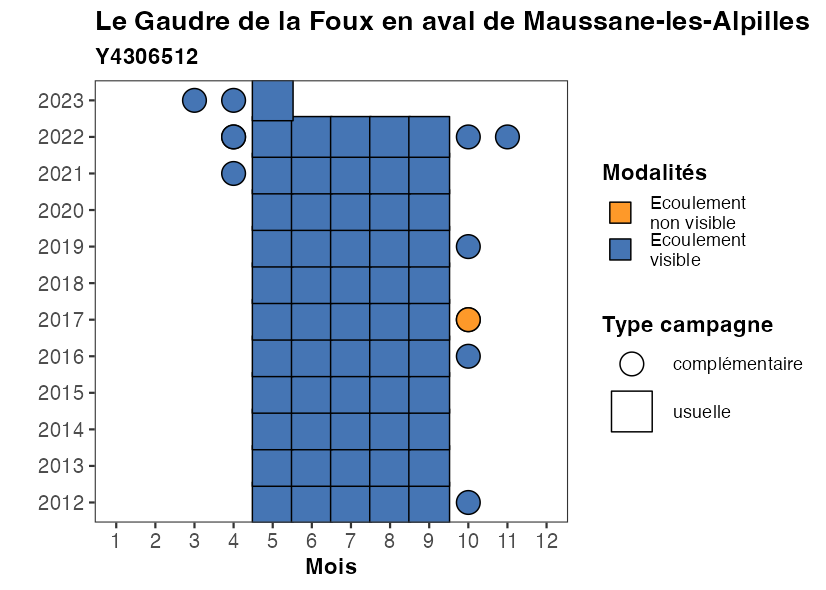 Le Gaudre de la Foux en aval de Maussane-les-Alpilles
Y4306512
2023
2022
2021
2020
2019
2018
2017
2016
2015
2014
2013
2012
1 2 3 4 5 6 7 8 9 10 11 12
Mois
Modalités
Ecoulement
non visible
Ecoulement
visible
Type campagne
complémentaire
usuelle